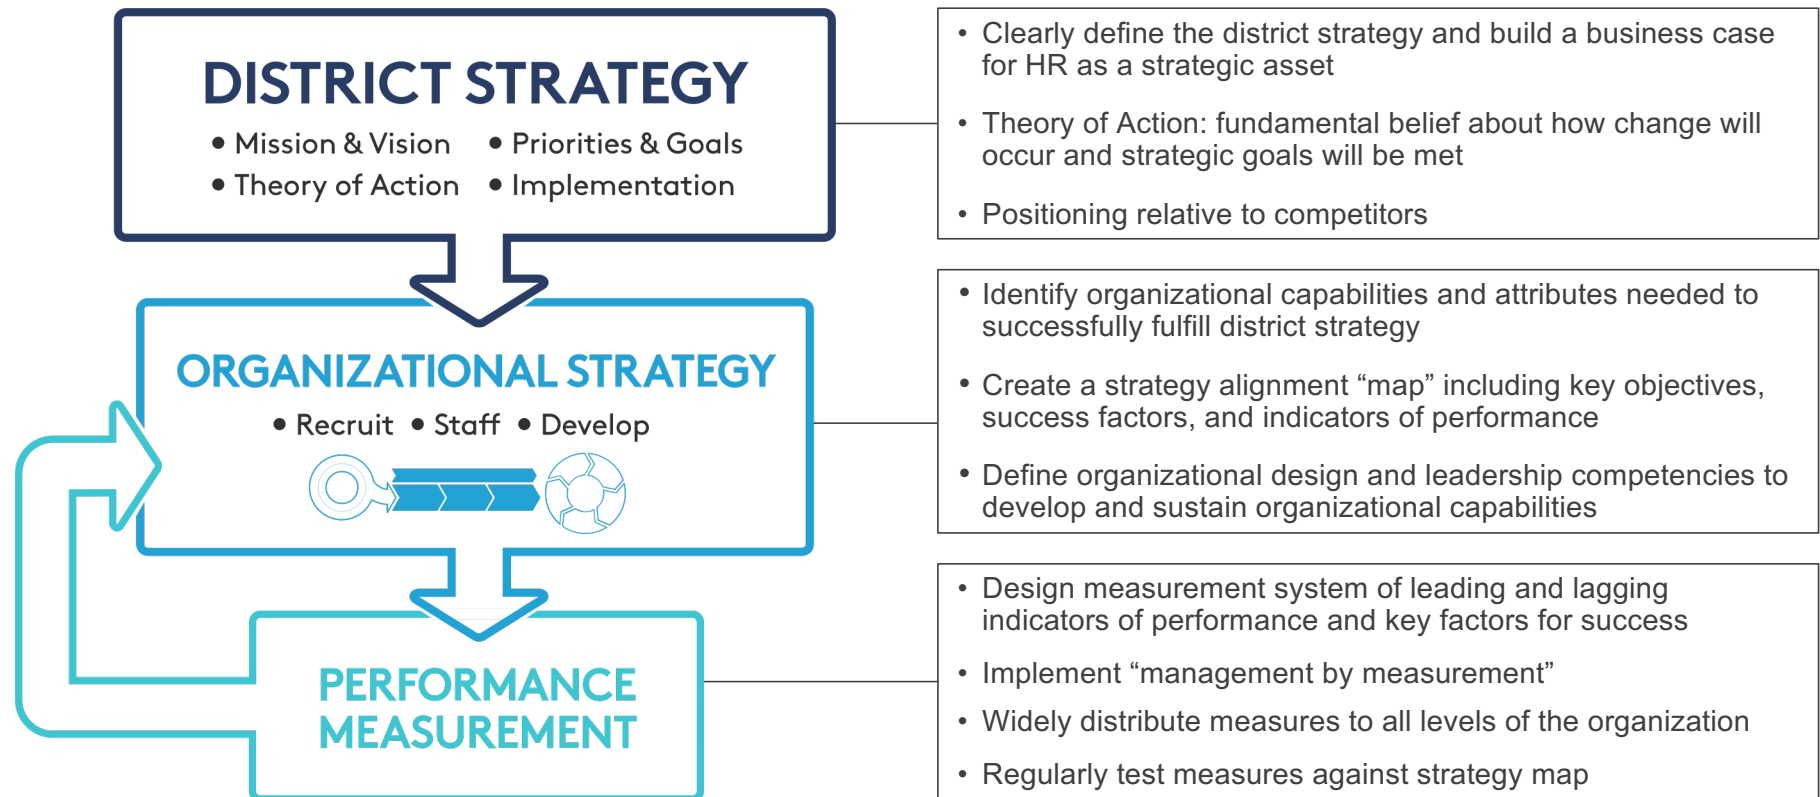 DISTRICT STRATEGY
• Mission & Vision • Priorities & Goals
• Theory of Action • Implementation
• Clearly define the district strategy and build a business case
for HR as a strategic asset
• Theory of Action: fundamental belief about how change will
occur and strategic goals will be met
• Positioning relative to competitors
ORGANIZATIONAL STRATEGY
• Recruit • Staff • Develop
• Identify organizational capabilities and attributes needed to
successfully fulfill district strategy
• Create a strategy alignment “map” including key objectives,
success factors, and indicators of performance
• Define organizational design and leadership competencies to
develop and sustain organizational capabilities
PERFORMANCE
MEASUREMENT
• Design measurement system of leading and lagging
indicators of performance and key factors for success
• Implement “management by measurement”
• Widely distribute measures to all levels of the organization
• Regularly test measures against strategy map